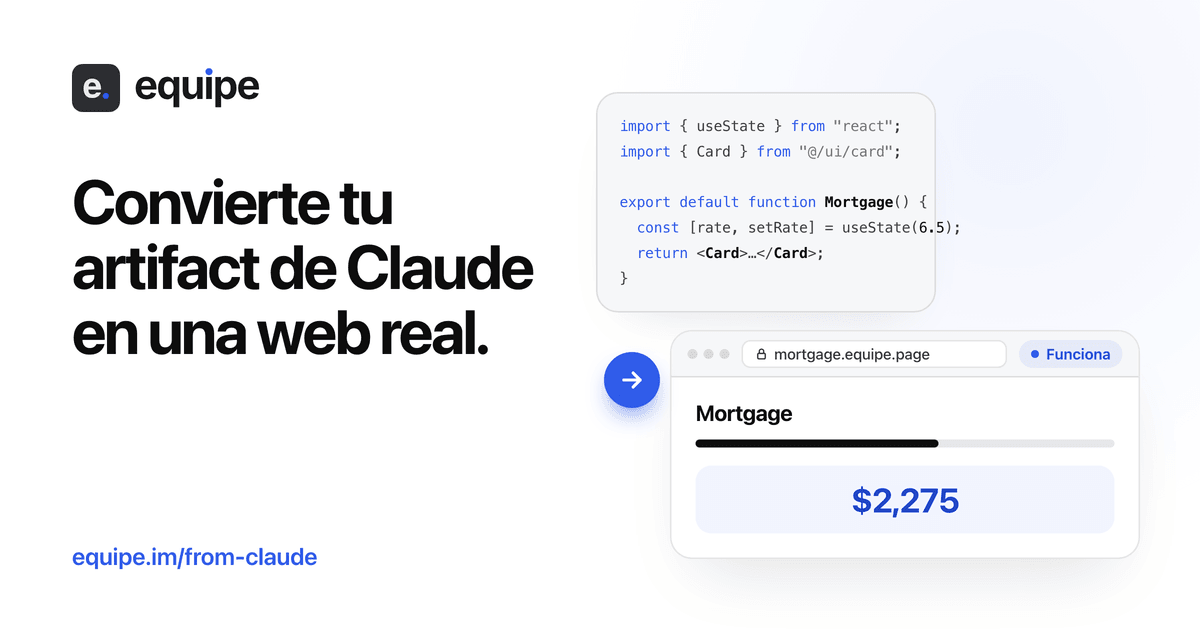 e. equipe
Convierte tu
artifact de Claude
en una web real.
equipe.im/from-claude
import { useState } from "react";
import { Card } from "@/ui/card";
export default function Mortgage() {
const [rate, setRate] = useState(6.5);
return <Card>…</Card>;
}
mortgage.equipe.page
Funciona
Mortgage
$2,275